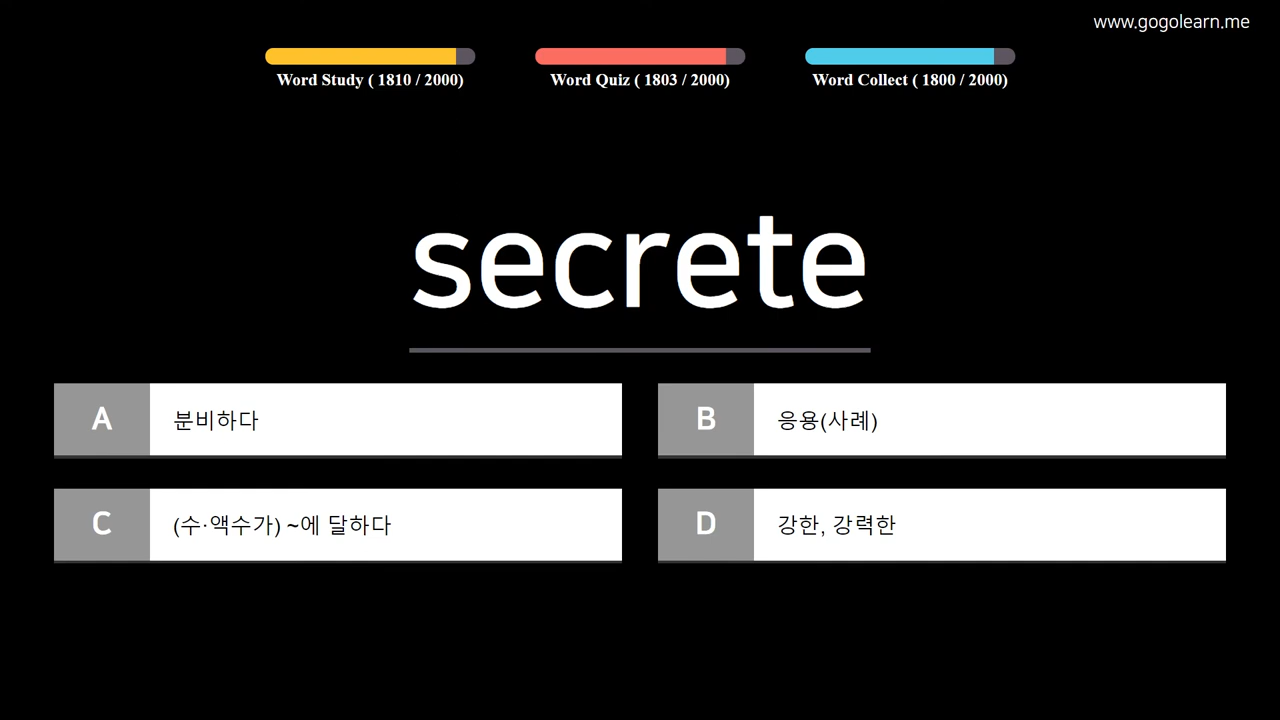 www.gogolearn.me
Word Study ( 1810 / 2000)
Word Quiz ( 1803 / 2000)
Word Collect ( 1800 / 2000)
secrete
A 분비하다
B 응용(사례)
C (수·액수가) ~에 달하다
D 강한, 강력한